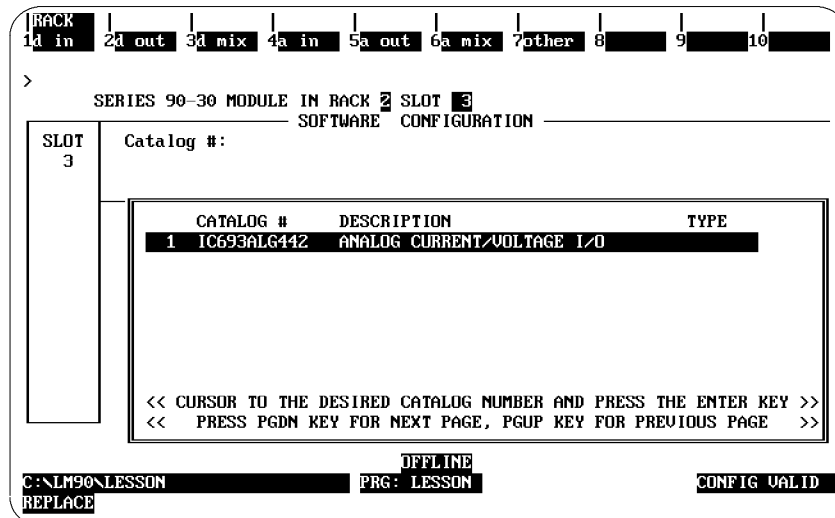 RACK
1d in 2d out 3d mix 4a in 5a out 6a mix 7other 8 9 10
>
SERIES 90-30 MODULE IN RACK 2 SLOT 3
SOFTWARE CONFIGURATION
SLOT Catalog #:
3
CATALOG # DESCRIPTION TYPE
1 IC693ALG442 ANALOG CURRENT/VOLTAGE I/O
<< CURSOR TO THE DESIRED CATALOG NUMBER AND PRESS THE ENTER KEY >>
<< PRESS PGDN KEY FOR NEXT PAGE, PGUP KEY FOR PREVIOUS PAGE >>
OFFLINE
C:\LM90\LESSON PRG: LESSON CONFIG VALID
REPLACE